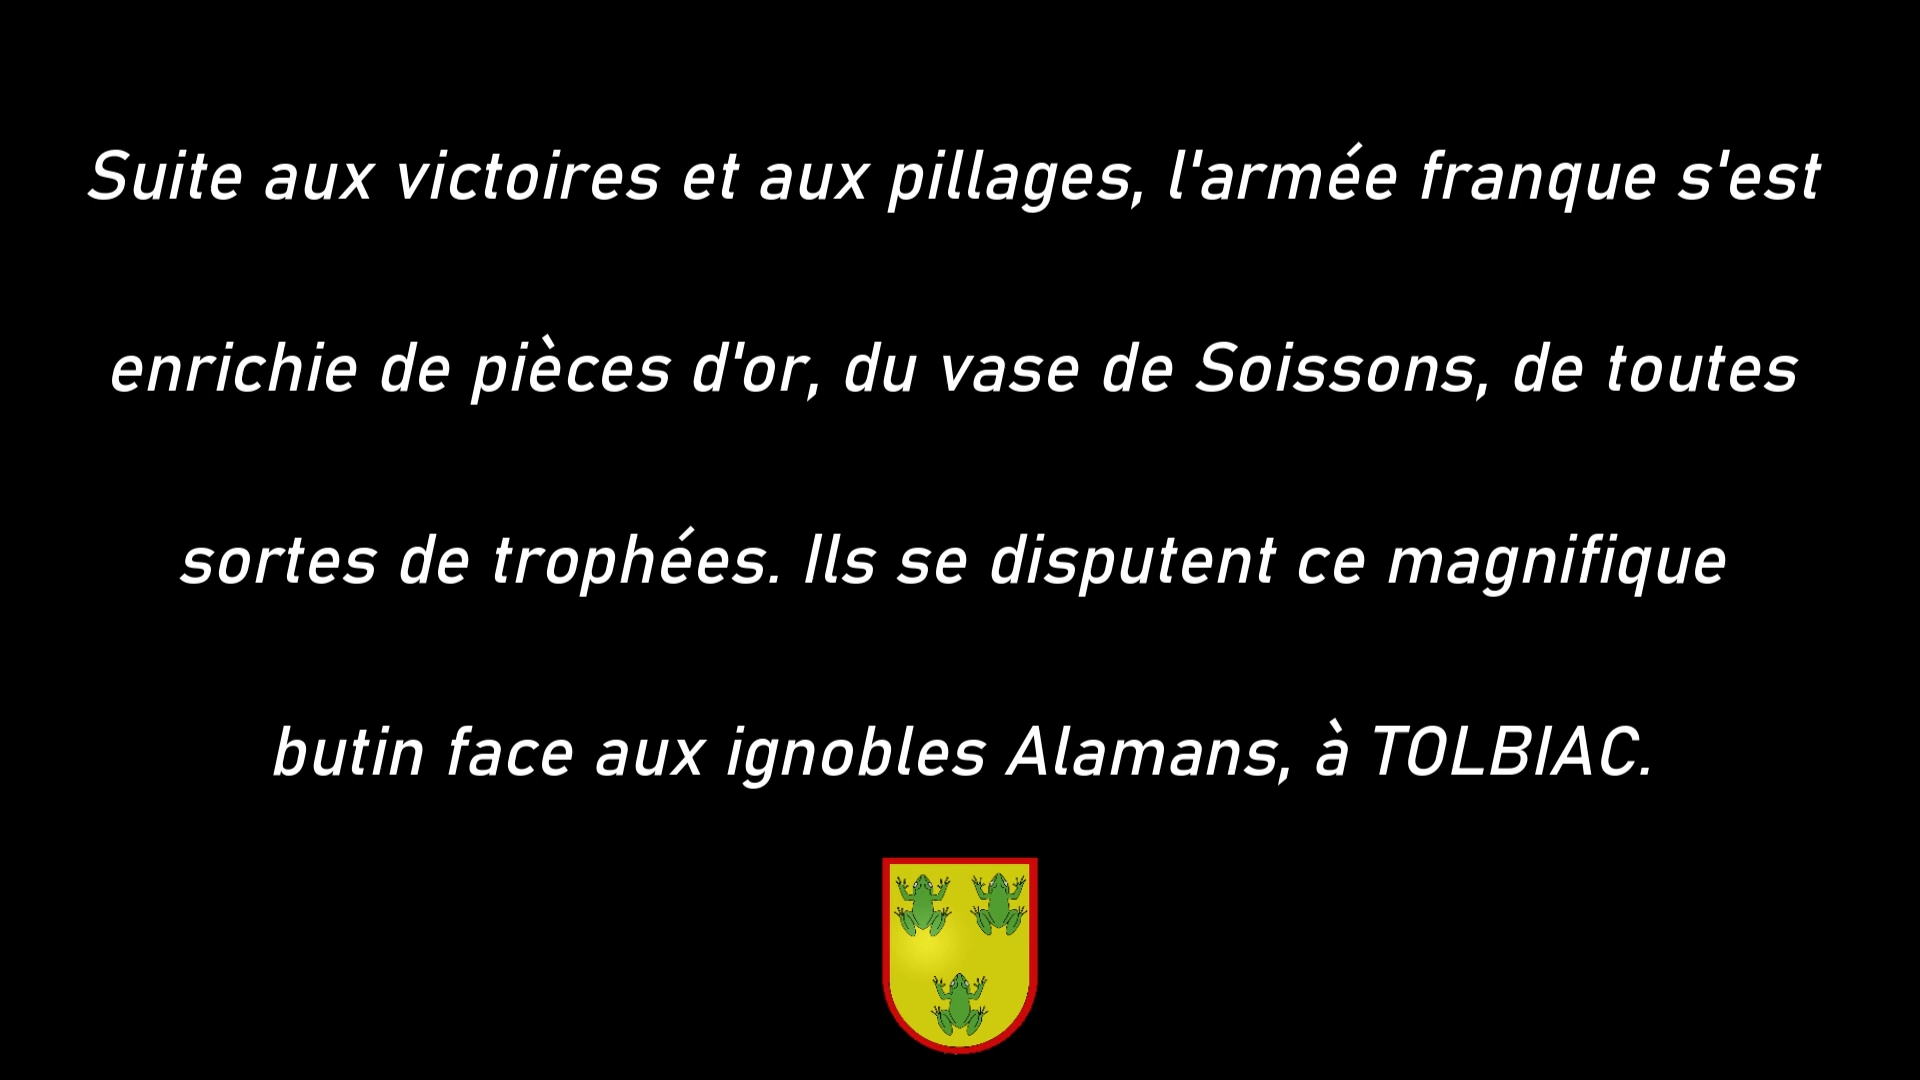 Suite aux victoires et aux pillages, l'armée franque s'est
enrichie de pièces d'or, du vase de Soissons, de toutes
sortes de trophées. Ils se disputent ce magnifique
butin face aux ignobles Alamans, à TOLBIAC.